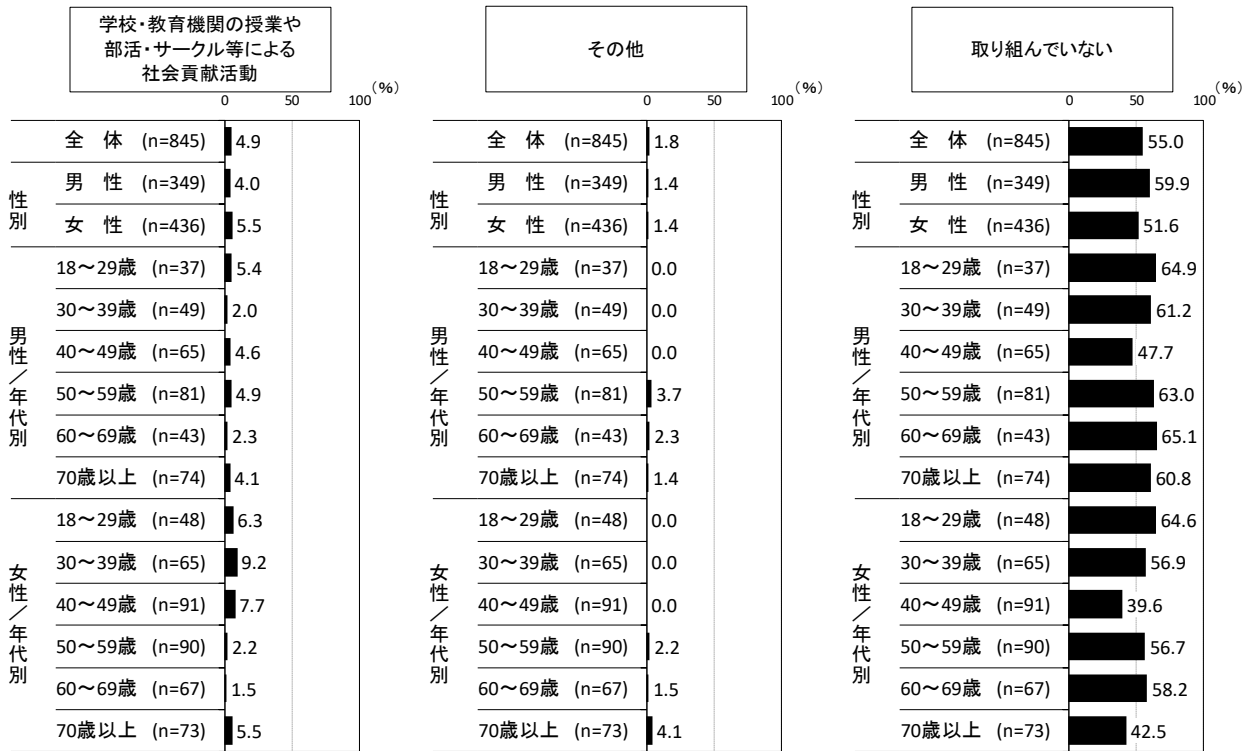 学校・教育機関の授業や
部活・サークル等による
社会貢献活動
0 50 100 (%)
全 体 (n=845) 4.9
性別
男 性 (n=349) 4.0
女 性 (n=436) 5.5
男性／年代別
18～29歳 (n=37) 5.4
30～39歳 (n=49) 2.0
40～49歳 (n=65) 4.6
50～59歳 (n=81) 4.9
60～69歳 (n=43) 2.3
70歳以上 (n=74) 4.1
女性／年代別
18～29歳 (n=48) 6.3
30～39歳 (n=65) 9.2
40～49歳 (n=91) 7.7
50～59歳 (n=90) 2.2
60～69歳 (n=67) 1.5
70歳以上 (n=73) 5.5
その他
0 50 100 (%)
全 体 (n=845) 1.8
性別
男 性 (n=349) 1.4
女 性 (n=436) 1.4
男性／年代別
18～29歳 (n=37) 0.0
30～39歳 (n=49) 0.0
40～49歳 (n=65) 0.0
50～59歳 (n=81) 3.7
60～69歳 (n=43) 2.3
70歳以上 (n=74) 1.4
女性／年代別
18～29歳 (n=48) 0.0
30～39歳 (n=65) 0.0
40～49歳 (n=91) 0.0
50～59歳 (n=90) 2.2
60～69歳 (n=67) 1.5
70歳以上 (n=73) 4.1
取り組んでいない
0 50 100 (%)
全 体 (n=845) 55.0
性別
男 性 (n=349) 59.9
女 性 (n=436) 51.6
男性／年代別
18～29歳 (n=37) 64.9
30～39歳 (n=49) 61.2
40～49歳 (n=65) 47.7
50～59歳 (n=81) 63.0
60～69歳 (n=43) 65.1
70歳以上 (n=74) 60.8
女性／年代別
18～29歳 (n=48) 64.6
30～39歳 (n=65) 56.9
40～49歳 (n=91) 39.6
50～59歳 (n=90) 56.7
60～69歳 (n=67) 58.2
70歳以上 (n=73) 42.5